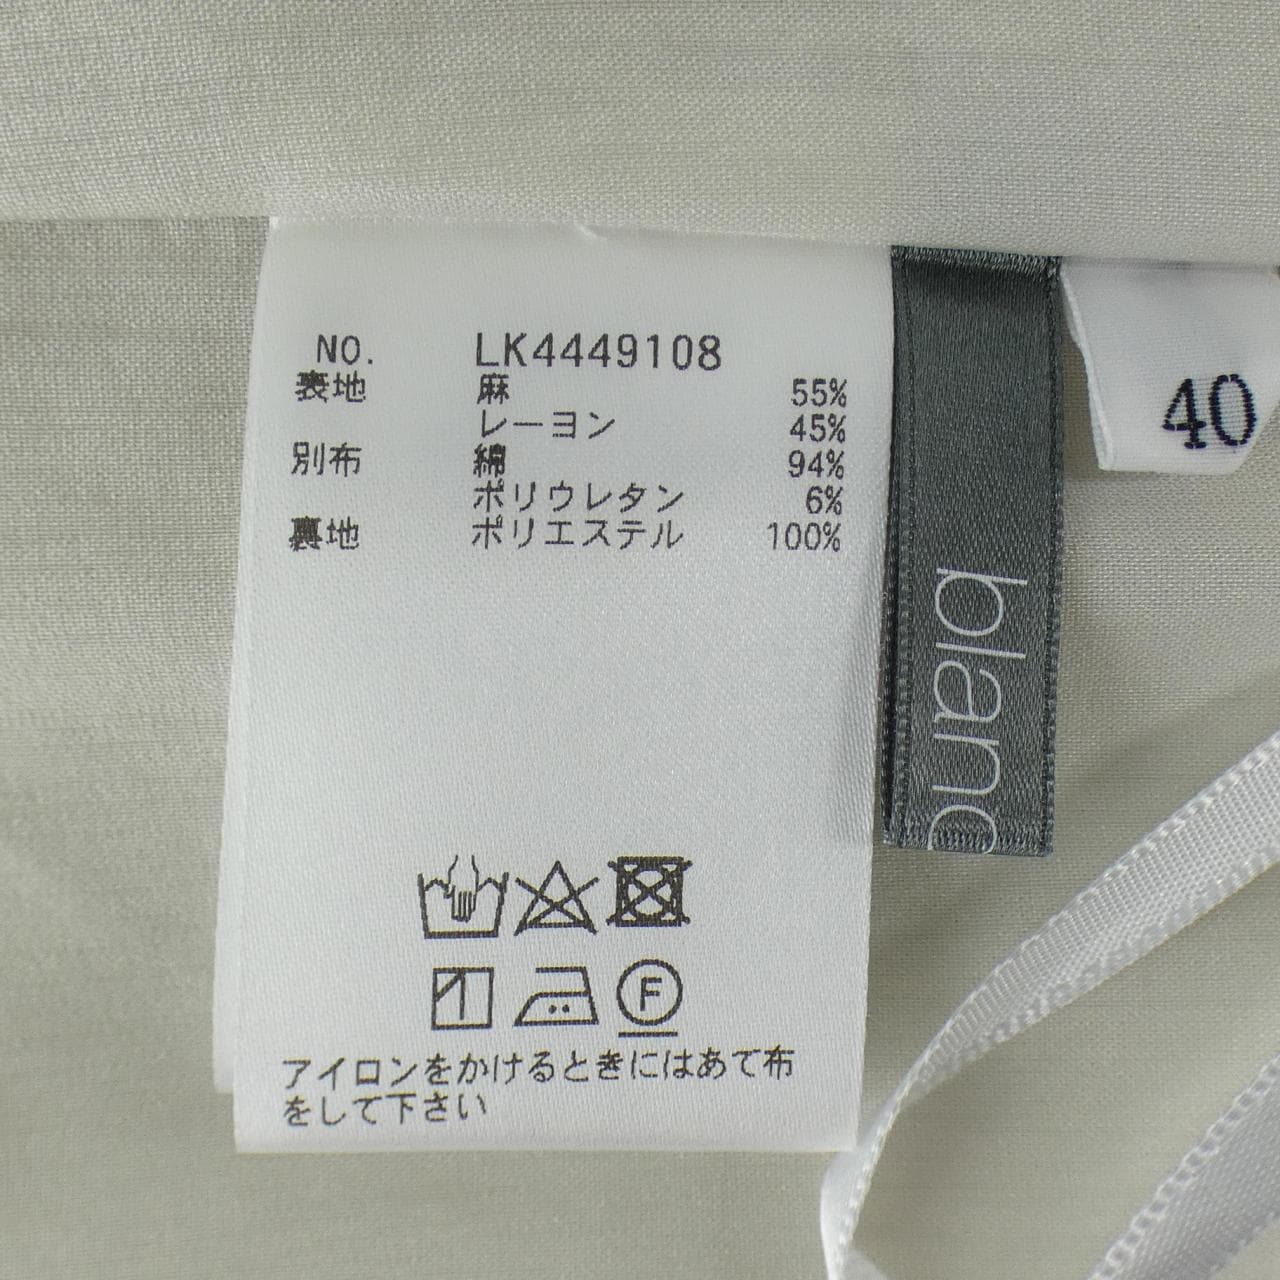 NO. LK4449108
表地 麻 55%
レーヨン 45%
別布 綿 94%
ポリウレタン 6%
裏地 ポリエステル 100%
F
アイロンをかけるときにはあて布
をして下さい
blanc
40